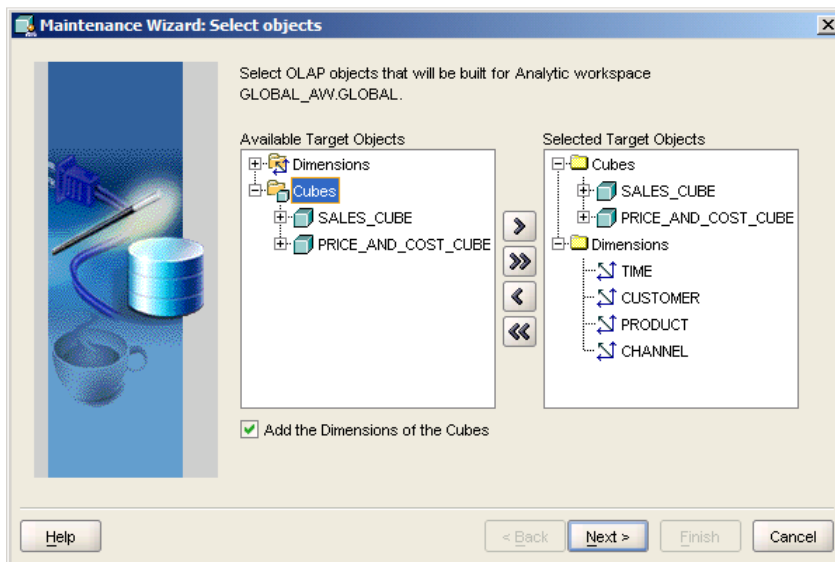 Maintenance Wizard: Select objects
Select OLAP objects that will be built for Analytic workspace
GLOBAL_AW.GLOBAL.
Available Target Objects
Dimensions
Cubes
SALES_CUBE
PRICE_AND_COST_CUBE
Selected Target Objects
Cubes
SALES_CUBE
PRICE_AND_COST_CUBE
Dimensions
TIME
CUSTOMER
PRODUCT
CHANNEL
Add the Dimensions of the Cubes
Help
< Back
Next >
Finish
Cancel